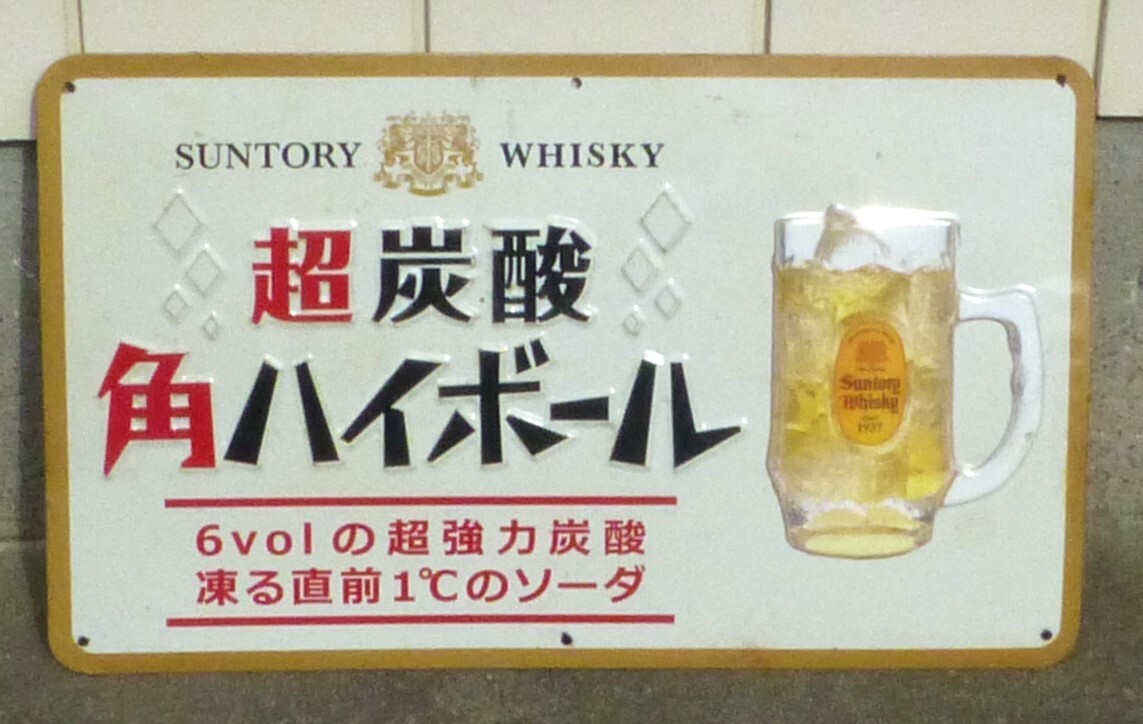 SUNTORY WHISKY
超炭酸
角ハイボール
6volの超強力炭酸
凍る直前1℃のソーダ
Suntory
Whisky
1937